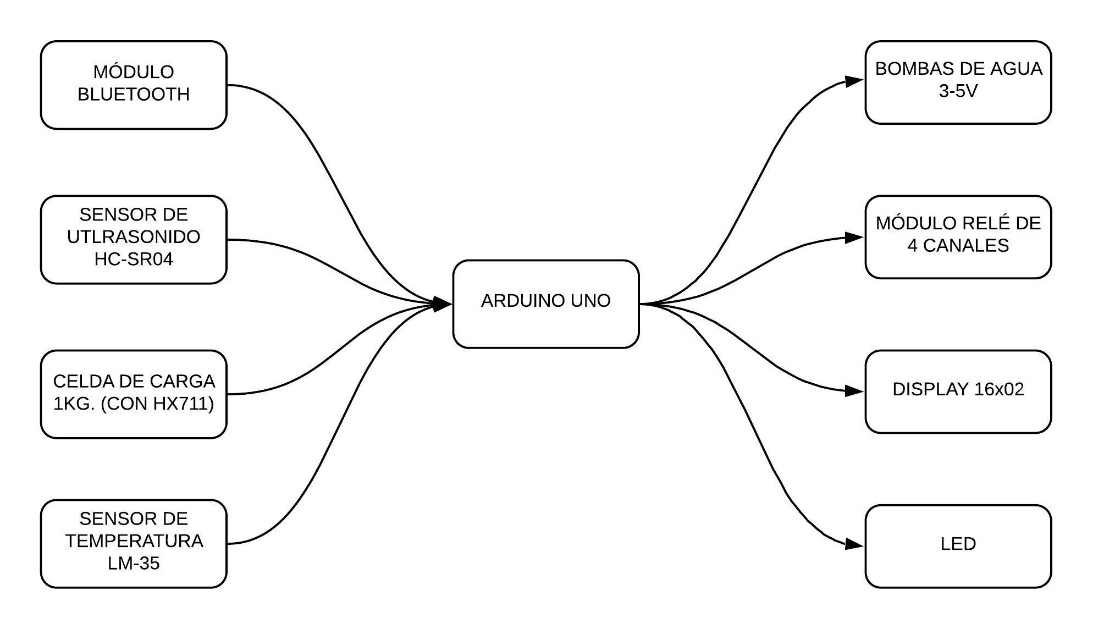 MÓDULO
BLUETOOTH
SENSOR DE
UTLRASONIDO
HC-SR04
CELDA DE CARGA
1KG. (CON HX711)
SENSOR DE
TEMPERATURA
LM-35
ARDUINO UNO
BOMBAS DE AGUA
3-5V
MÓDULO RELÉ DE
4 CANALES
DISPLAY 16x02
LED